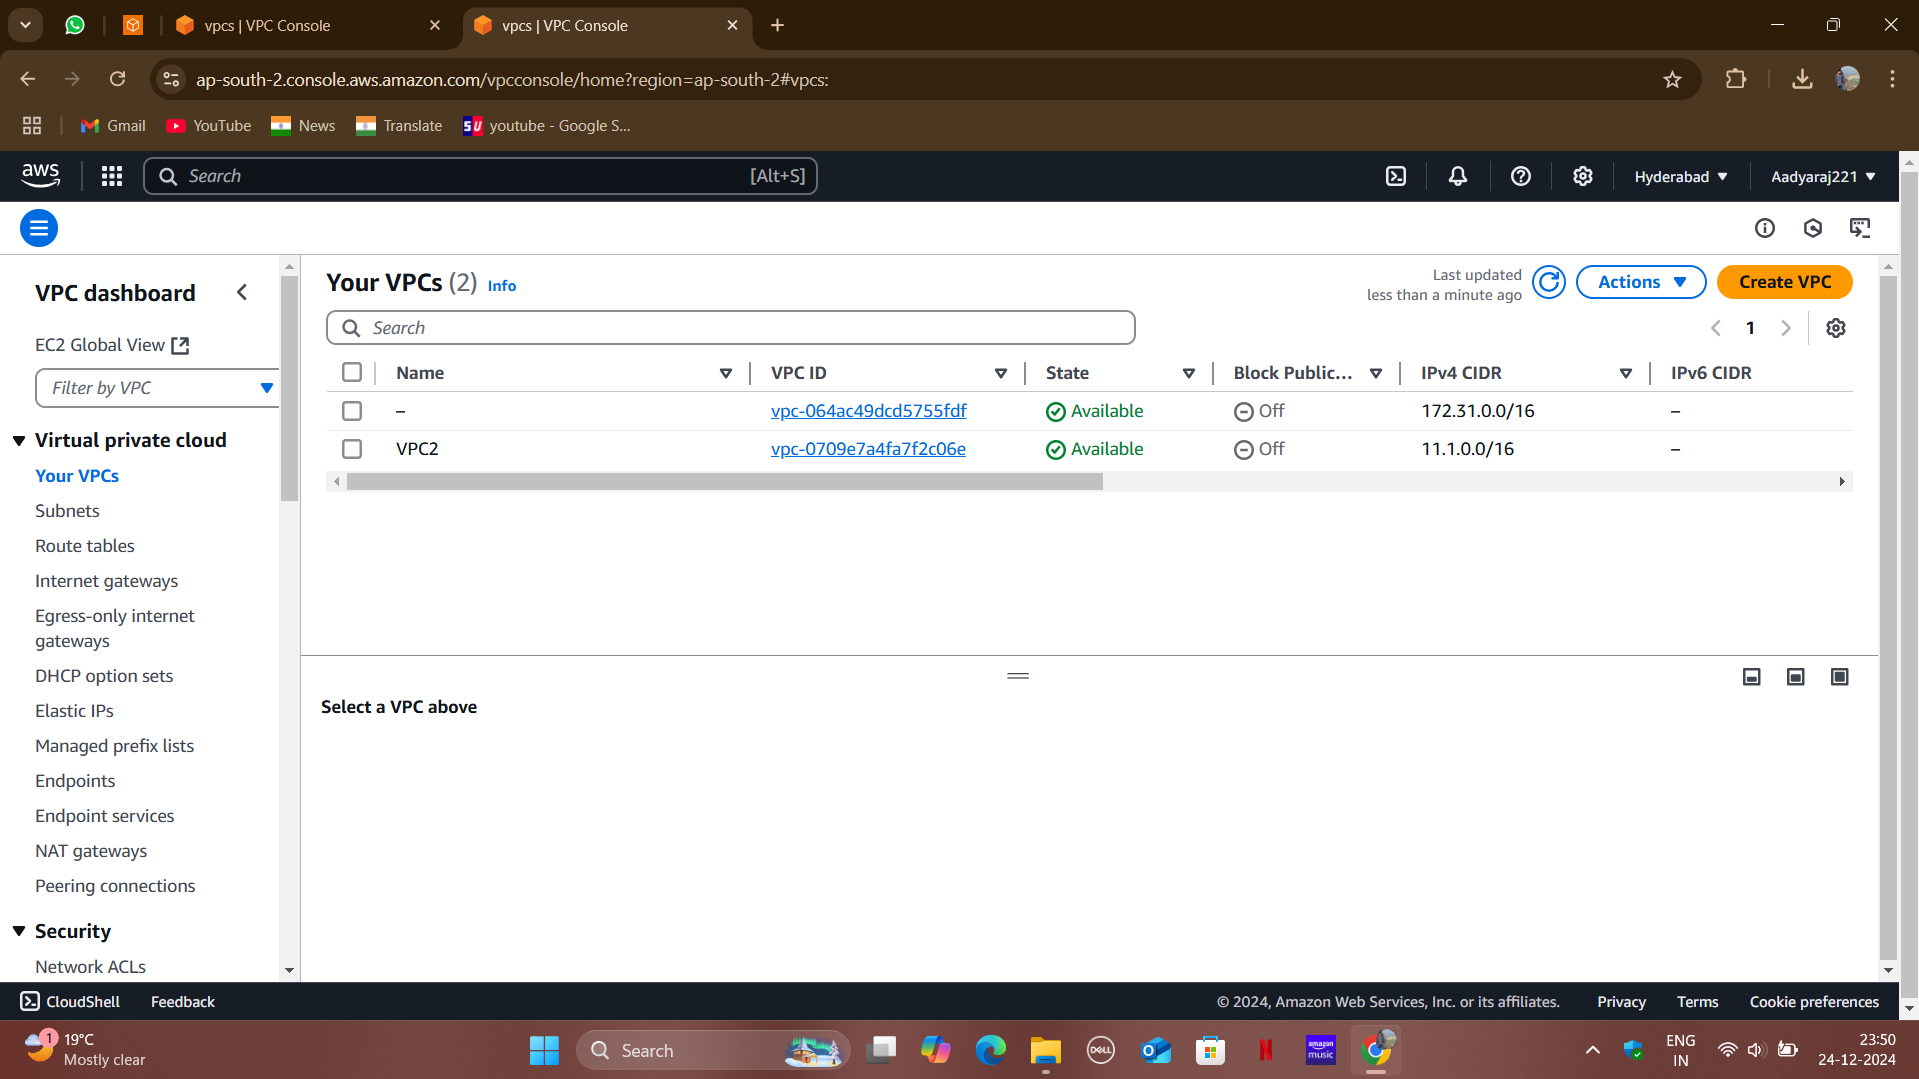 vpcs | VPC Console
vpcs | VPC Console
ap-south-2.console.aws.amazon.com/vpcconsole/home?region=ap-south-2#vpcs:
Gmail
YouTube
News
Translate
SU
youtube - Google S...
aws
Search
[Alt+S]
Hyderabad
Aadyaraj221
VPC dashboard
EC2 Global View
Filter by VPC
Virtual private cloud
Your VPCs
Subnets
Route tables
Internet gateways
Egress-only internet
gateways
DHCP option sets
Elastic IPs
Managed prefix lists
Endpoints
Endpoint services
NAT gateways
Peering connections
Security
Network ACLs
Your VPCs (2) Info
Last updated
less than a minute ago
Actions
Create VPC
Search
1
Name VPC ID State Block Public... IPv4 CIDR IPv6 CIDR
– vpc-064ac49dcd5755fdf Available Off 172.31.0.0/16 –
VPC2 vpc-0709e7a4fa7f2c06e Available Off 11.1.0.0/16 –
Select a VPC above
CloudShell
Feedback
© 2024, Amazon Web Services, Inc. or its affiliates.
Privacy
Terms
Cookie preferences
1
19°C
Mostly clear
Search
DELL
N
amazon
music
ENG
IN
23:50
24-12-2024